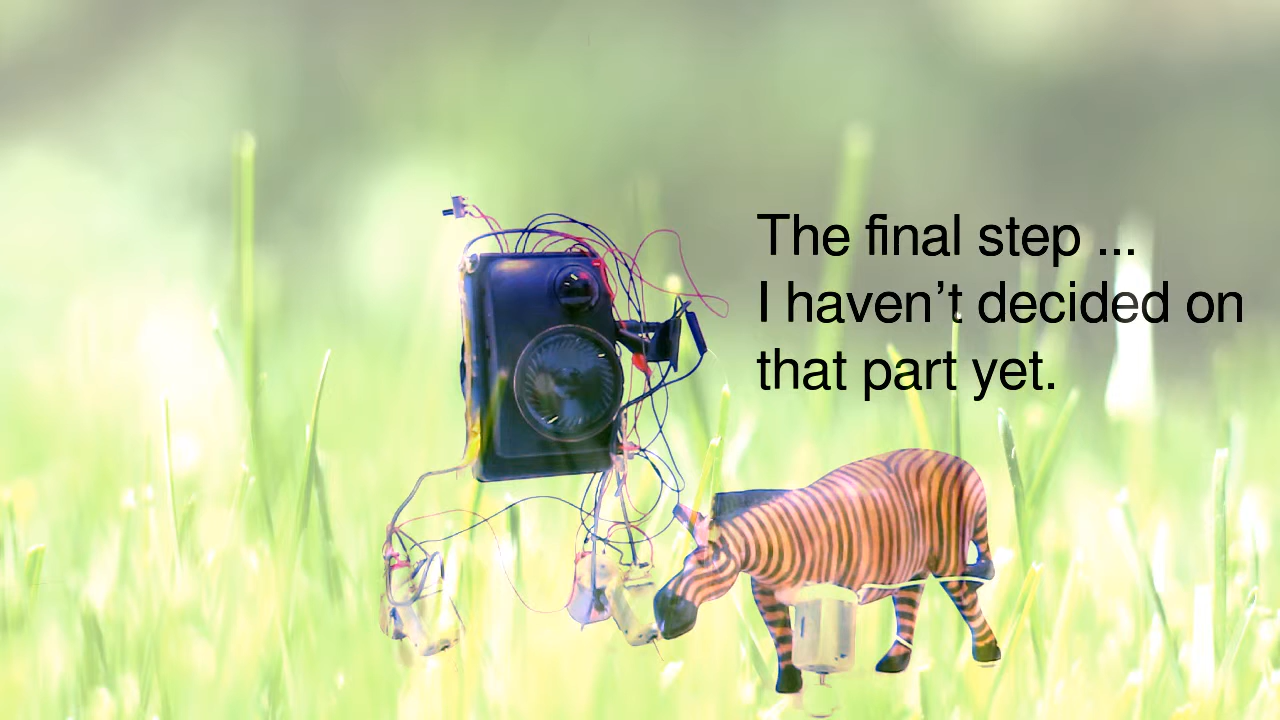 The final step ...
I haven’t decided on
that part yet.